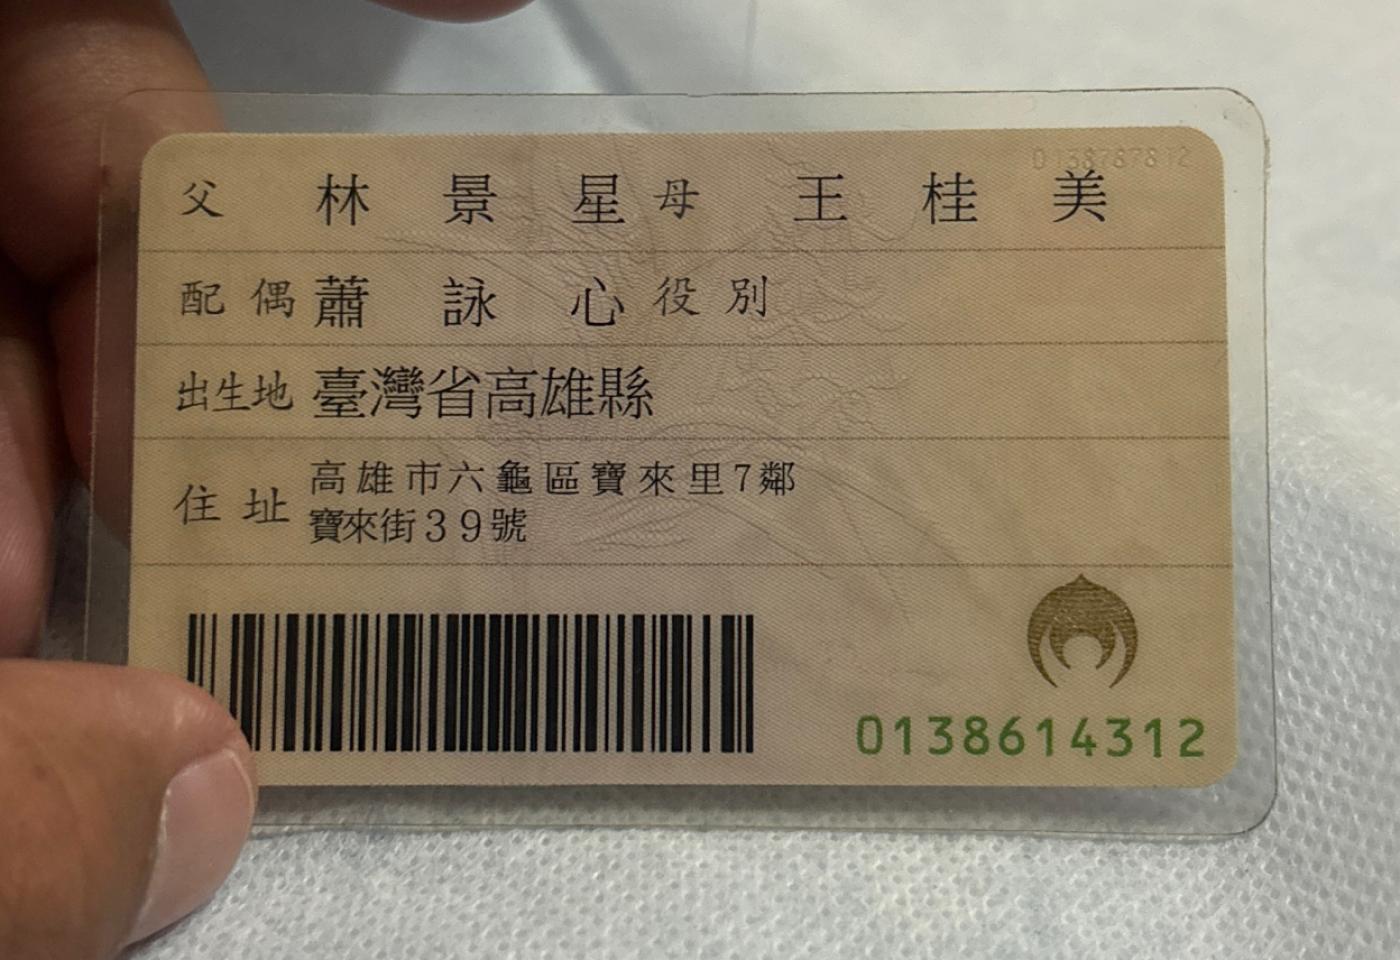 0138787812
父 林景星 母 王桂美
配偶 蕭詠心 役別
出生地 臺灣省高雄縣
住址 高雄市六龜區寶來里7鄰
寶來街39號
0138614312